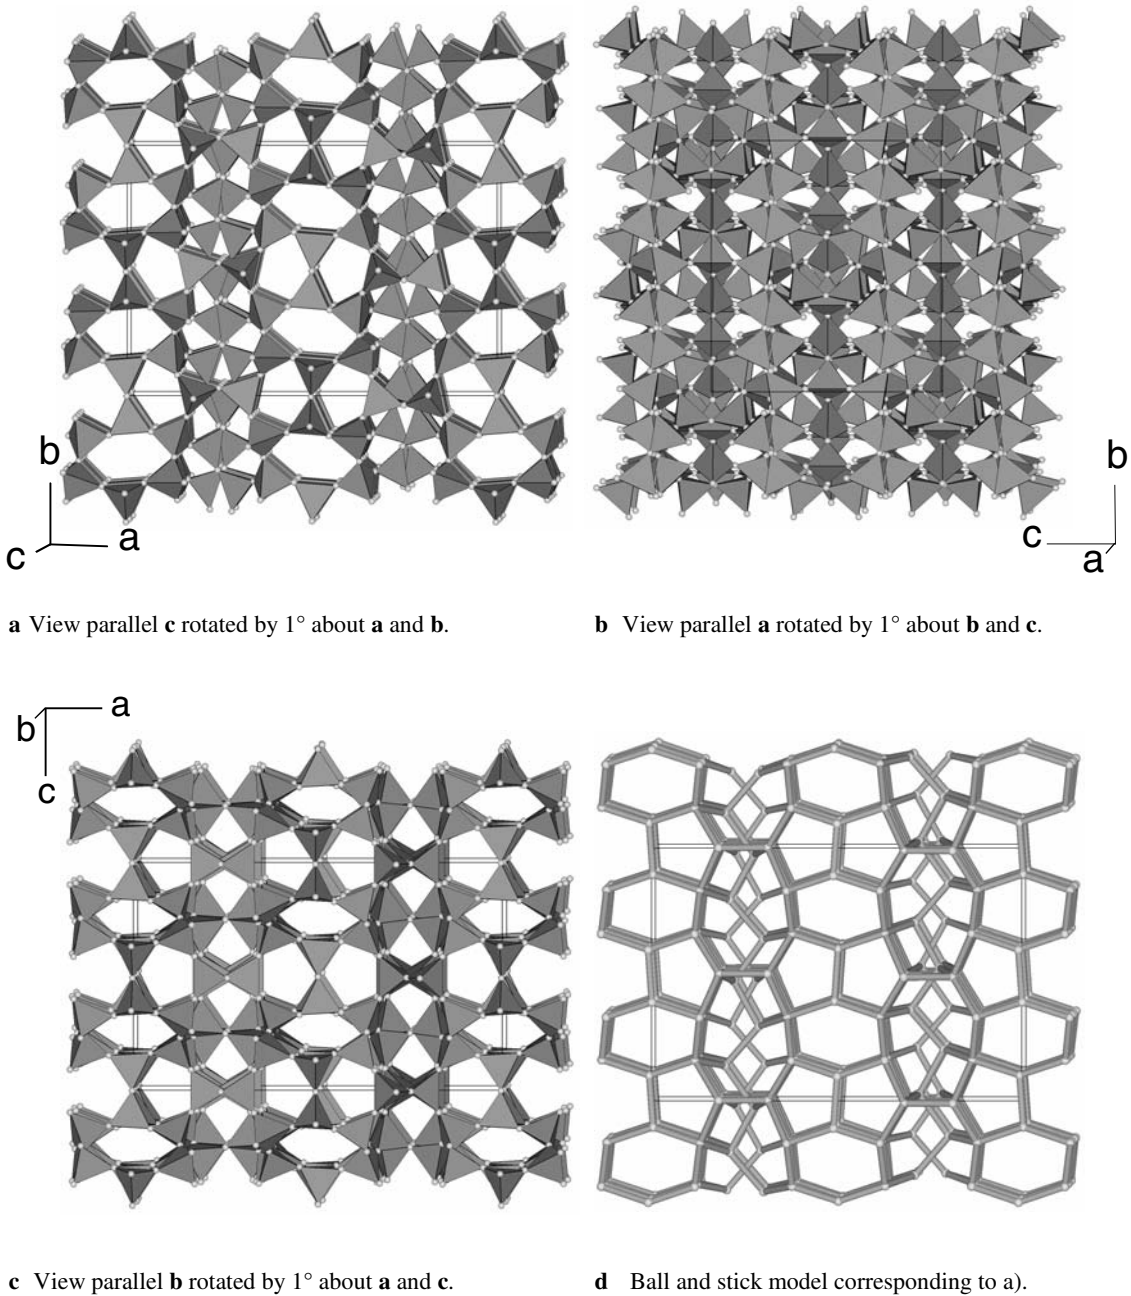 b
a
c
b
c
a
a View parallel c rotated by 1° about a and b.
b View parallel a rotated by 1° about b and c.
b
a
c
c View parallel b rotated by 1° about a and c.
d Ball and stick model corresponding to a).